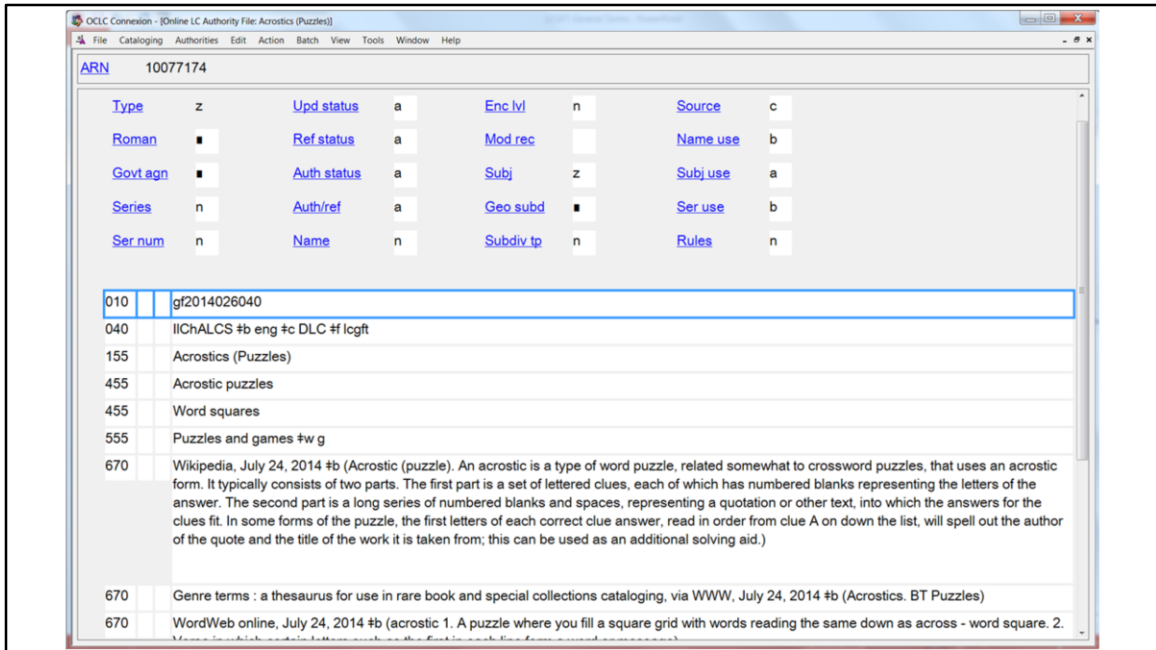 OCLC Connexion - [Online LC Authority File: Acrostics (Puzzles)]
File Cataloging Authorities Edit Action Batch View Tools Window Help
ARN 10077174
Type z Upd status a Enc lvl n Source c
Roman ■ Ref status a Mod rec Name use b
Govt agn ■ Auth status a Subj z Subj use a
Series n Auth/ref a Geo subd ■ Ser use b
Ser num n Name n Subdiv tp n Rules n
010 gf2014026040
040 IlChALCS ǂb eng ǂc DLC ǂf lcgft
155 Acrostics (Puzzles)
455 Acrostic puzzles
455 Word squares
555 Puzzles and games ǂw g
670 Wikipedia, July 24, 2014 ǂb (Acrostic (puzzle). An acrostic is a type of word puzzle, related somewhat to crossword puzzles, that uses an acrostic
form. It typically consists of two parts. The first part is a set of lettered clues, each of which has numbered blanks representing the letters of the
answer. The second part is a long series of numbered blanks and spaces, representing a quotation or other text, into which the answers for the
clues fit. In some forms of the puzzle, the first letters of each correct clue answer, read in order from clue A on down the list, will spell out the author
of the quote and the title of the work it is taken from; this can be used as an additional solving aid.)
670 Genre terms : a thesaurus for use in rare book and special collections cataloging, via WWW, July 24, 2014 ǂb (Acrostics. BT Puzzles)
670 WordWeb online, July 24, 2014 ǂb (acrostic 1. A puzzle where you fill a square grid with words reading the same down as across - word square. 2.